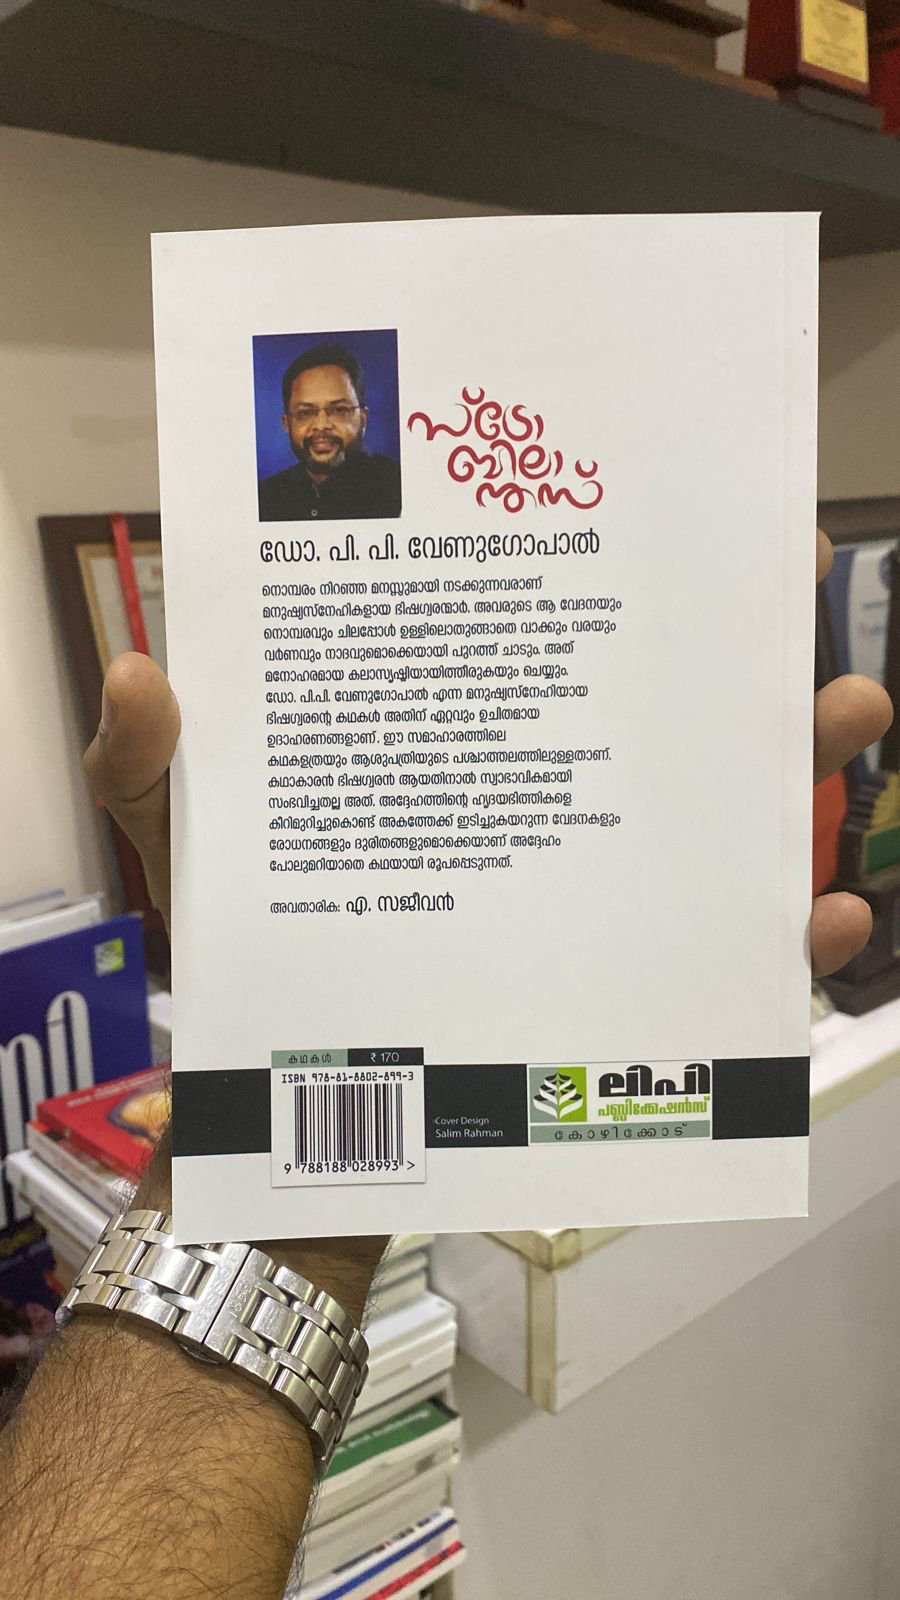 സ്ട്രോ
ബിലാ
ന്തസ്
ഡോ. പി. പി. വേണുഗോപാൽ
നൊമ്പരം നിറഞ്ഞ മനസ്സുമായി നടക്കുന്നവരാണ്
മനുഷ്യസ്നേഹികളായ ഭിഷഗ്വരന്മാർ. അവരുടെ ആ വേദനയും
നൊമ്പരവും ചിലപ്പോൾ ഉള്ളിലൊതുങ്ങാതെ വാക്കും വരയും
വർണവും നാദവുമൊക്കെയായി പുറത്ത് ചാടും. അത്
മനോഹരമായ കലാസൃഷ്ടിയായിത്തീരുകയും ചെയ്യും.
ഡോ. പി.പി. വേണുഗോപാൽ എന്ന മനുഷ്യസ്നേഹിയായ
ഭിഷഗ്വരന്റെ കഥകൾ അതിന് ഏറ്റവും ഉചിതമായ
ഉദാഹരണങ്ങളാണ്. ഈ സമാഹാരത്തിലെ
കഥകളത്രയും ആശുപത്രിയുടെ പശ്ചാത്തലത്തിലുള്ളതാണ്.
കഥാകാരൻ ഭിഷഗ്വരൻ ആയതിനാൽ സ്വാഭാവികമായി
സംഭവിച്ചതല്ല അത്. അദ്ദേഹത്തിന്റെ ഹൃദയഭിത്തികളെ
കീറിമുറിച്ചുകൊണ്ട് അകത്തേക്ക് ഇടിച്ചുകയറുന്ന വേദനകളും
രോധനങ്ങളും ദുരിതങ്ങളുമൊക്കെയാണ് അദ്ദേഹം
പോലുമറിയാതെ കഥയായി രൂപപ്പെടുന്നത്.
അവതാരിക: എ. സജീവൻ
കഥകൾ ₹ 170
ISBN 978-81-8802-899-3
9 788188 028993 >
Cover Design
Salim Rahman
ലിപി
പബ്ലിക്കേഷൻസ്
കോഴിക്കോട്